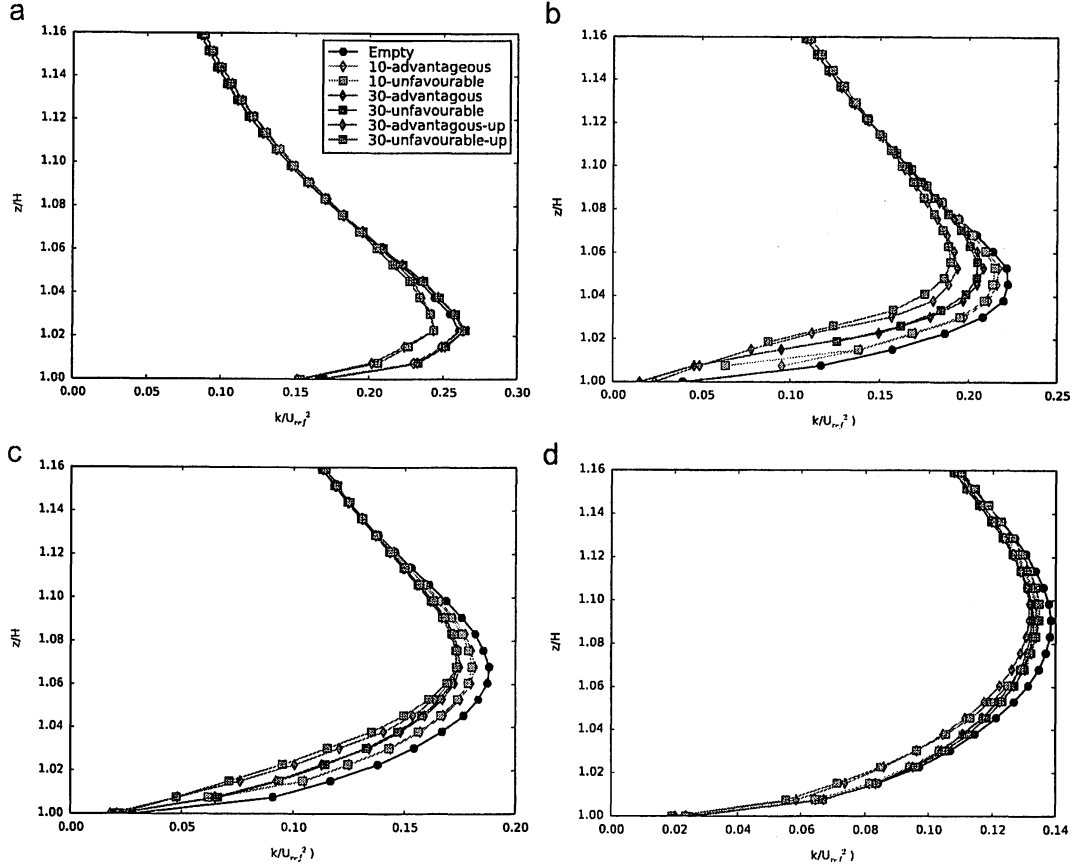 a
1.16
1.14
1.12
1.10
1.08
1.06
1.04
1.02
1.00
z/H
0.00 0.05 0.10 0.15 0.20 0.25 0.30
k/U_ref^2
Empty
10-advantageous
10-unfavourable
30-advantagous
30-unfavourable
30-advantagous-up
30-unfavourable-up
b
1.16
1.14
1.12
1.10
1.08
1.06
1.04
1.02
1.00
z/H
0.00 0.05 0.10 0.15 0.20 0.25
k/U_ref^2)
c
1.16
1.14
1.12
1.10
1.08
1.06
1.04
1.02
1.00
z/H
0.00 0.05 0.10 0.15 0.20
k/U_ref^2)
d
1.16
1.14
1.12
1.10
1.08
1.06
1.04
1.02
1.00
z/H
0.00 0.02 0.04 0.06 0.08 0.10 0.12 0.14
k/U_ref^2)